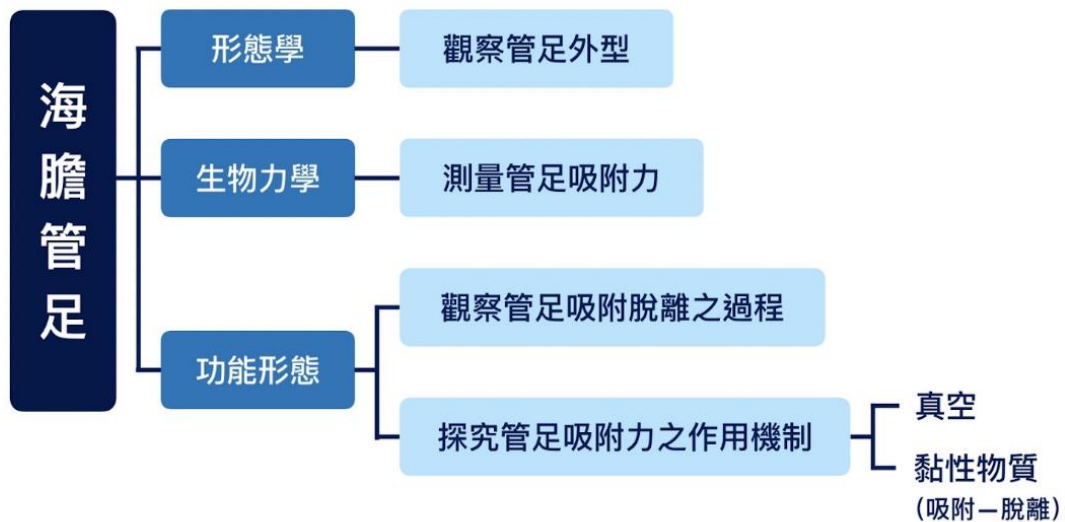 海膽管足
形態學
觀察管足外型
生物力學
測量管足吸附力
功能形態
觀察管足吸附脫離之過程
探究管足吸附力之作用機制
真空
黏性物質
(吸附—脫離)